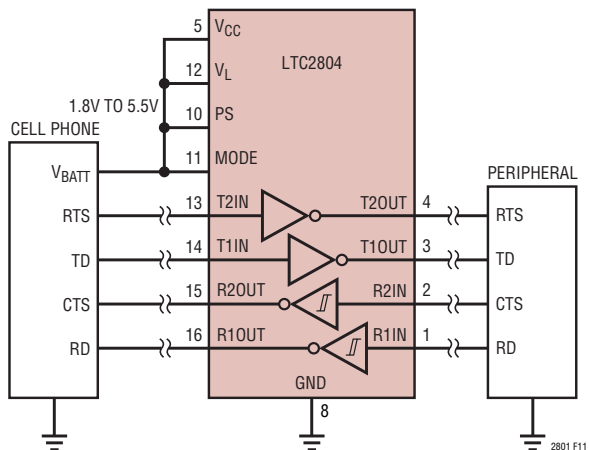 5 VCC
LTC2804
12 VL
1.8V TO 5.5V
10 PS
CELL PHONE
11 MODE
PERIPHERAL
VBATT
RTS 13 T2IN T2OUT 4 RTS
TD 14 T1IN T1OUT 3 TD
CTS 15 R2OUT R2IN 2 CTS
RD 16 R1OUT R1IN 1 RD
GND
8
2801 F11